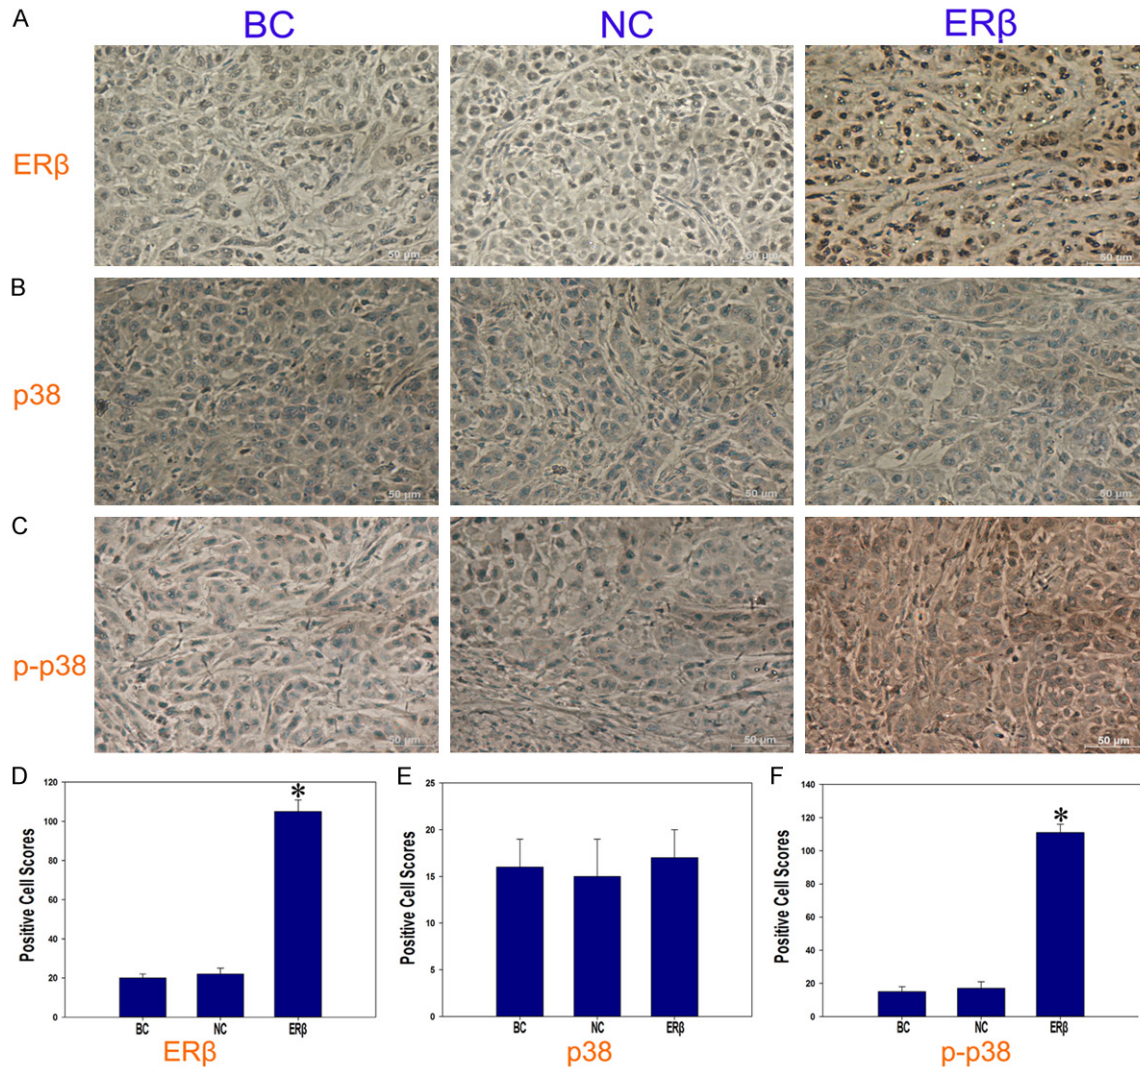 A
BC NC ERβ
ERβ
50 μm 50 μm 50 μm
B
p38
50 μm 50 μm 50 μm
C
p-p38
50 μm 50 μm 50 μm
D E F
Positive Cell Scores
120
100
80
60
40
20
0
*
BC NC ERβ
ERβ
Positive Cell Scores
25
20
15
10
5
0
BC NC ERβ
p38
Positive Cell Scores
140
120
100
80
60
40
20
0
*
BC NC ERβ
p-p38